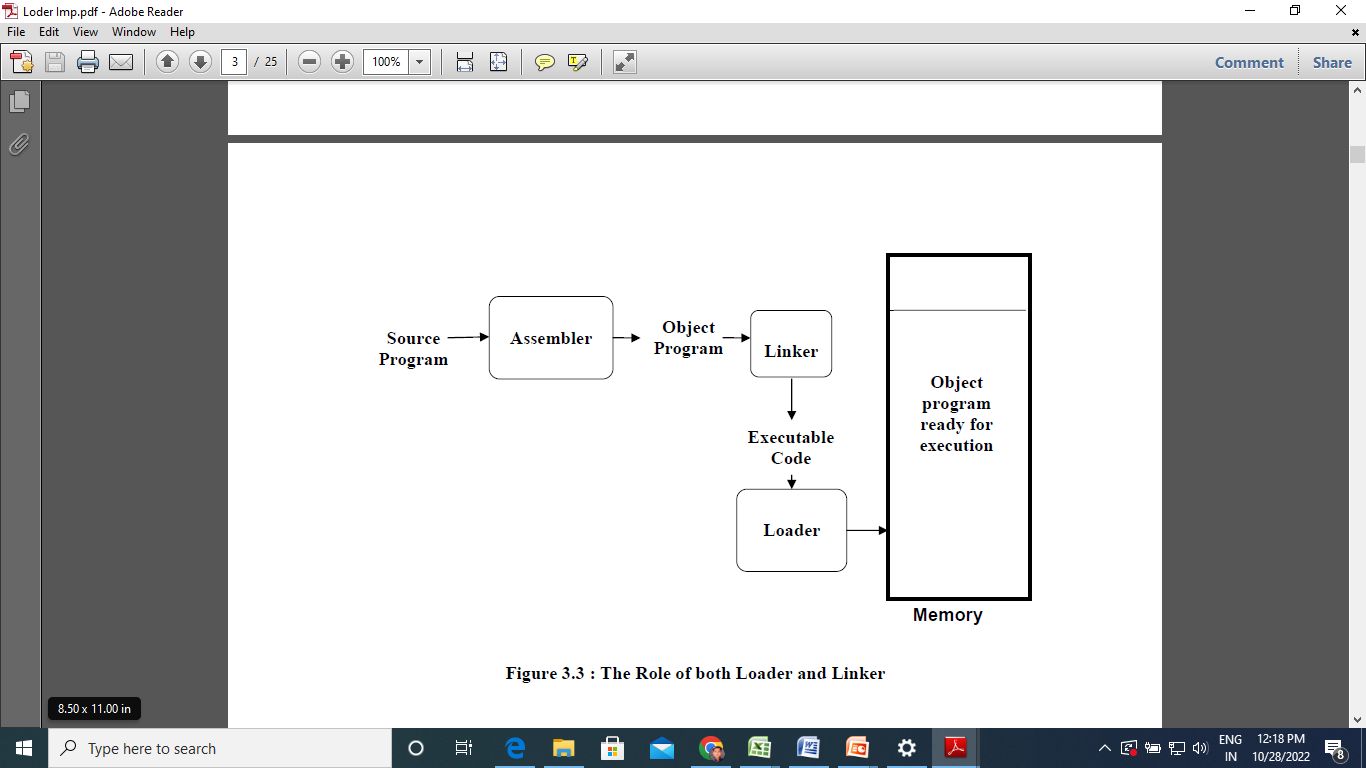 Loder Imp.pdf - Adobe Reader
File Edit View Window Help
3 / 25 100% Comment Share
Source
Program
Assembler
Object
Program
Linker
Executable
Code
Loader
Object
program
ready for
execution
Memory
Figure 3.3 : The Role of both Loader and Linker
8.50 x 11.00 in
Type here to search
ENG
IN
12:18 PM
10/28/2022
8